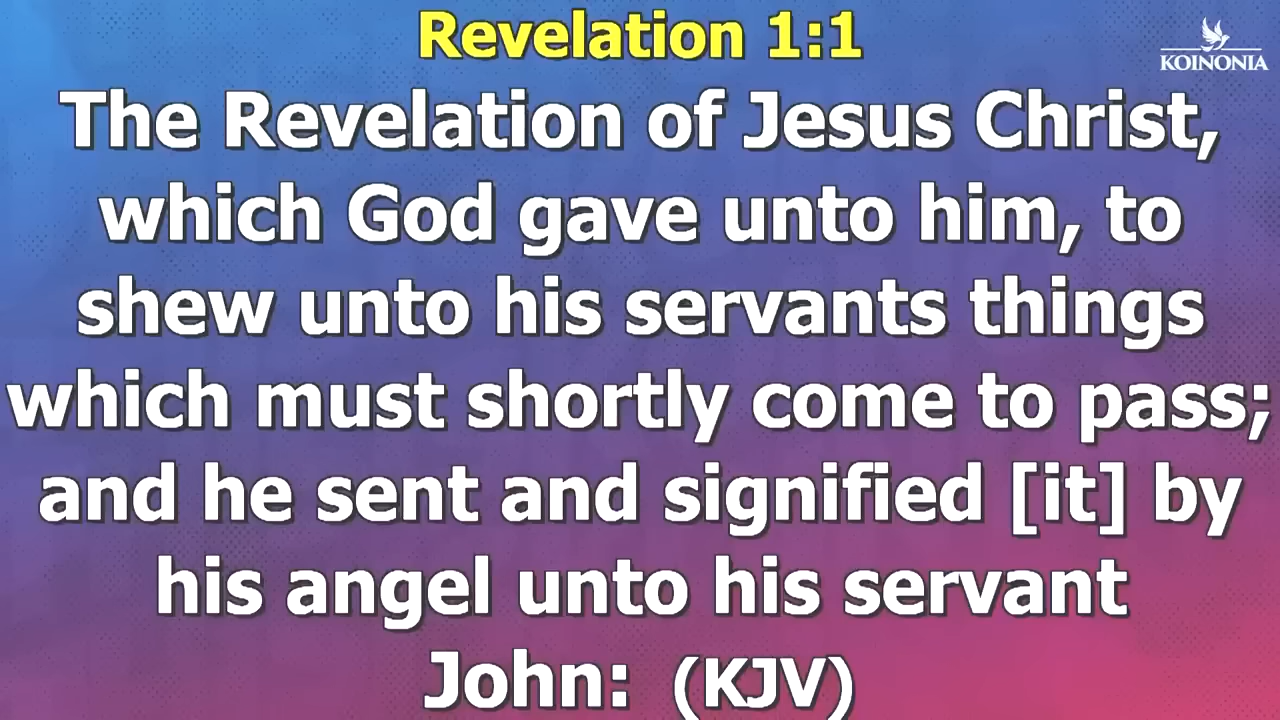 Revelation 1:1
KOINONIA
The Revelation of Jesus Christ,
which God gave unto him, to
shew unto his servants things
which must shortly come to pass;
and he sent and signified [it] by
his angel unto his servant
John: (KJV)